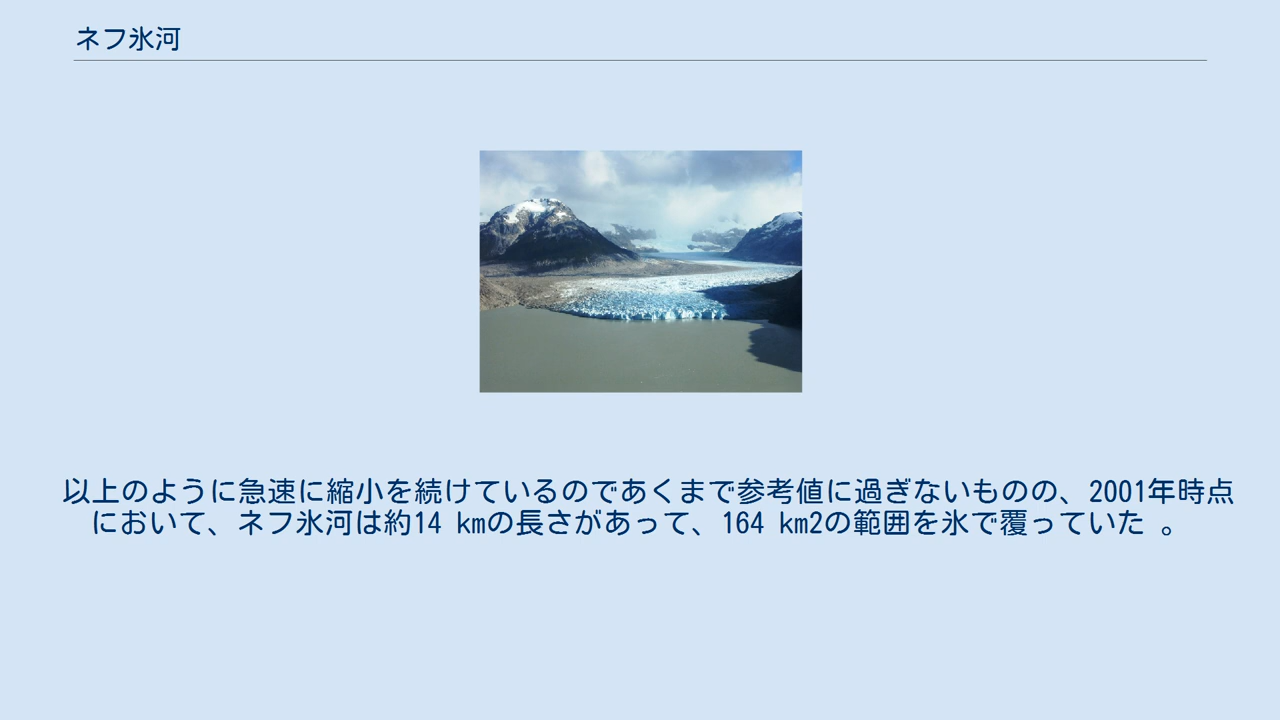 ネフ氷河
以上のように急速に縮小を続けているのであくまで参考値に過ぎないものの、2001年時点
において、ネフ氷河は約14 kmの長さがあって、164 km2の範囲を氷で覆っていた 。